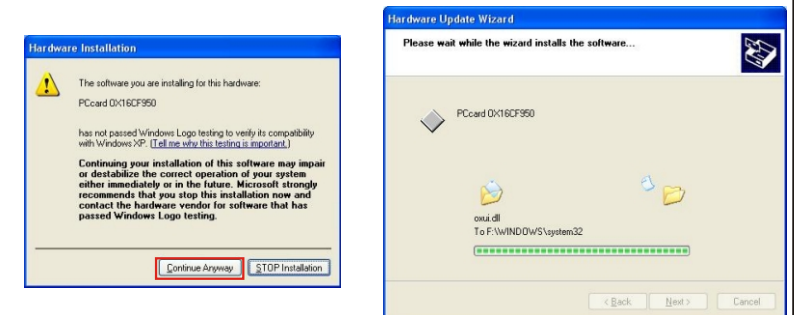 Hardware Installation
The software you are installing for this hardware:
PCcard OX16CF950
has not passed Windows Logo testing to verify its compatibility
with Windows XP. (Tell me why this testing is important.)
Continuing your installation of this software may impair
or destabilize the correct operation of your system
either immediately or in the future. Microsoft strongly
recommends that you stop this installation now and
contact the hardware vendor for software that has
passed Windows Logo testing.
Continue Anyway
STOP Installation
Hardware Update Wizard
Please wait while the wizard installs the software...
PCcard OX16CF950
oxui.dll
To F:\WINDOWS\system32
< Back
Next >
Cancel